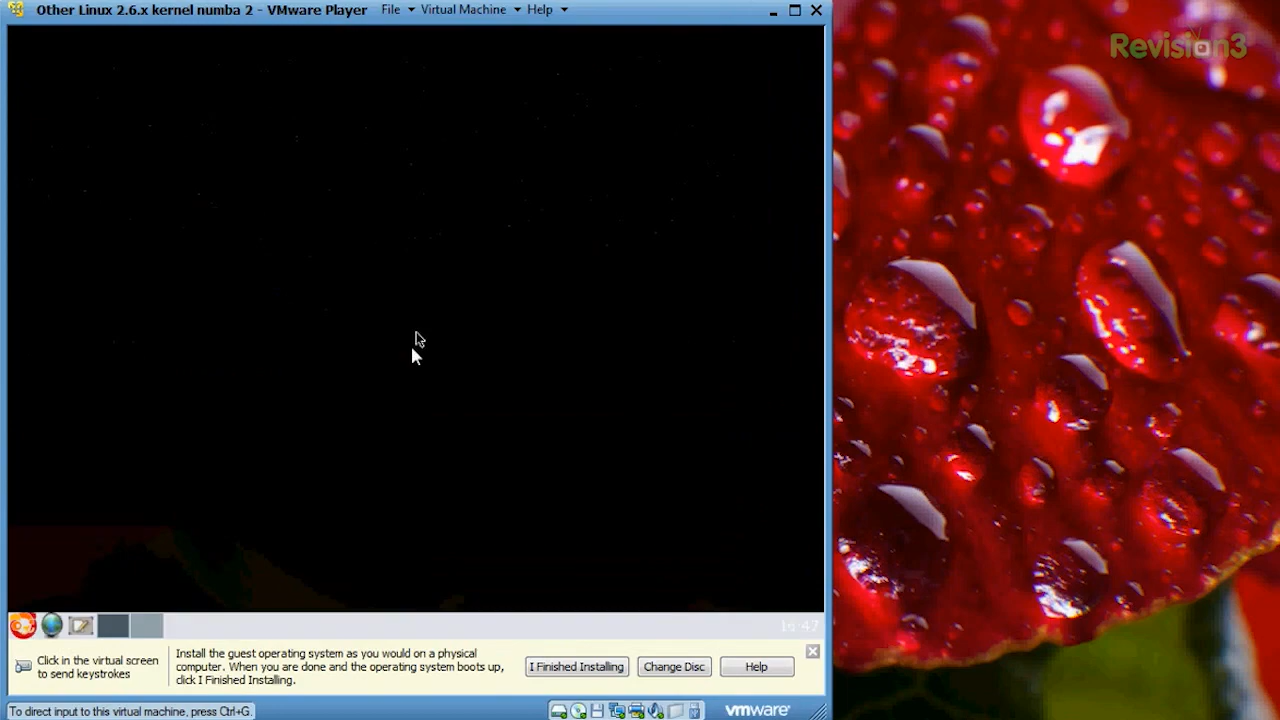 Other Linux 2.6.x kernel numba 2 - VMware Player File Virtual Machine Help
Revision3
16:47
Click in the virtual screen
to send keystrokes
Install the guest operating system as you would on a physical
computer. When you are done and the operating system boots up,
click I Finished Installing.
I Finished Installing
Change Disc
Help
To direct input to this virtual machine, press Ctrl+G.
vmware